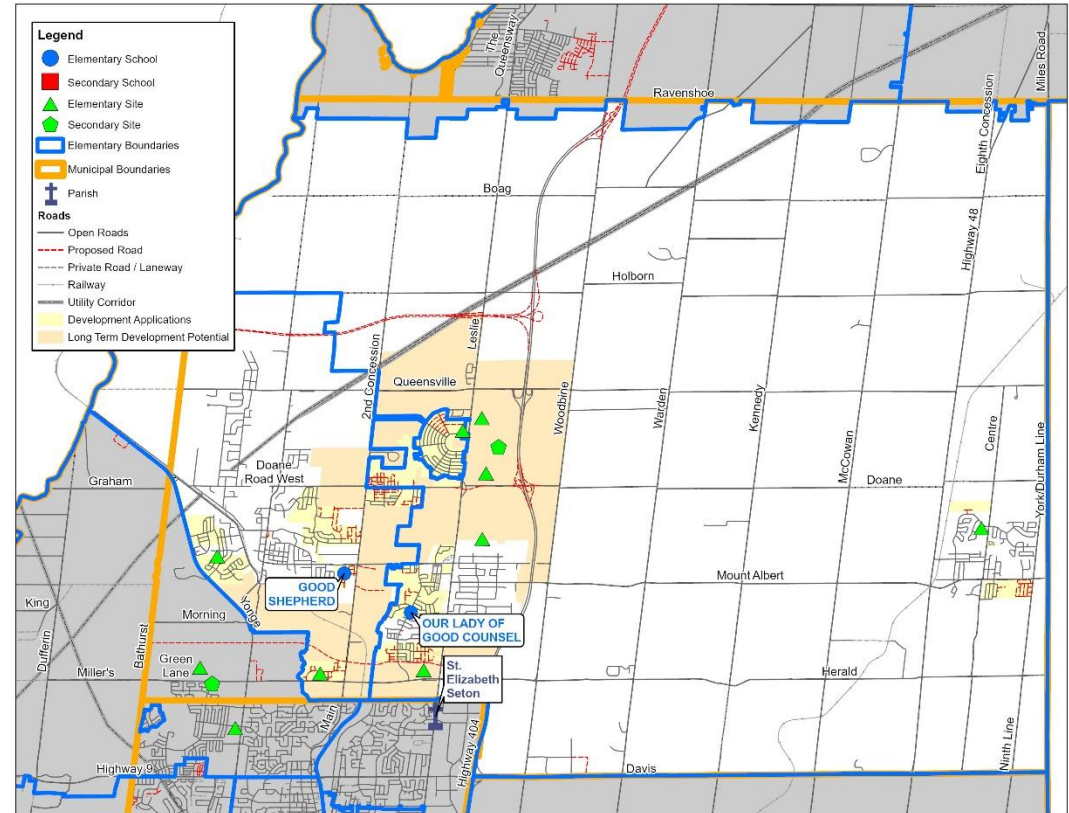 Legend
Elementary School
Secondary School
Elementary Site
Secondary Site
Elementary Boundaries
Municipal Boundaries
Parish
Roads
Open Roads
Proposed Road
Private Road / Laneway
Railway
Utility Corridor
Development Applications
Long Term Development Potential
The
Queensway
Ravenshoe
Miles Road
Eighth Concession
Boag
Highway 48
Holborn
2nd Concession
Leslie
Queensville
Woodbine
Warden
Kennedy
McCowan
Centre
York/Durham Line
Doane
Road West
Graham
Doane
GOOD
SHEPHERD
Mount Albert
King
Morning
Yonge
OUR LADY OF
GOOD COUNSEL
Dufferin
Bathurst
Green
Lane
Miller's
St.
Elizabeth
Seton
Herald
Main
Highway 404
Ninth Line
Highway 9
Davis